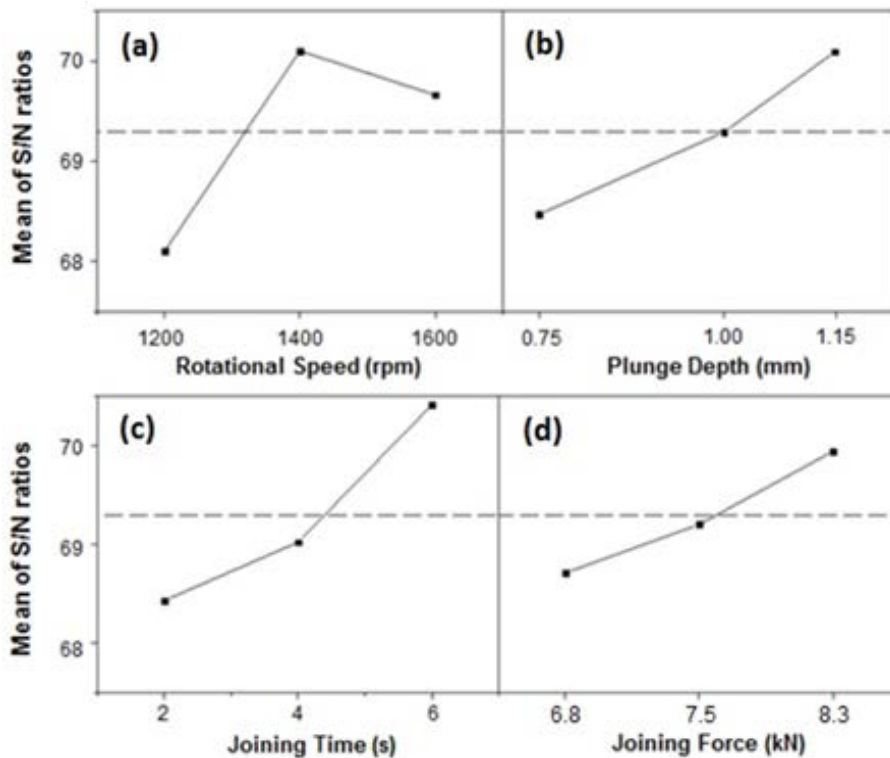 (a)
(b)
Mean of S/N ratios
70
69
68
1200 1400 1600
0.75 1.00 1.15
Rotational Speed (rpm)
Plunge Depth (mm)
(c)
(d)
Mean of S/N ratios
70
69
68
2 4 6
6.8 7.5 8.3
Joining Time (s)
Joining Force (kN)